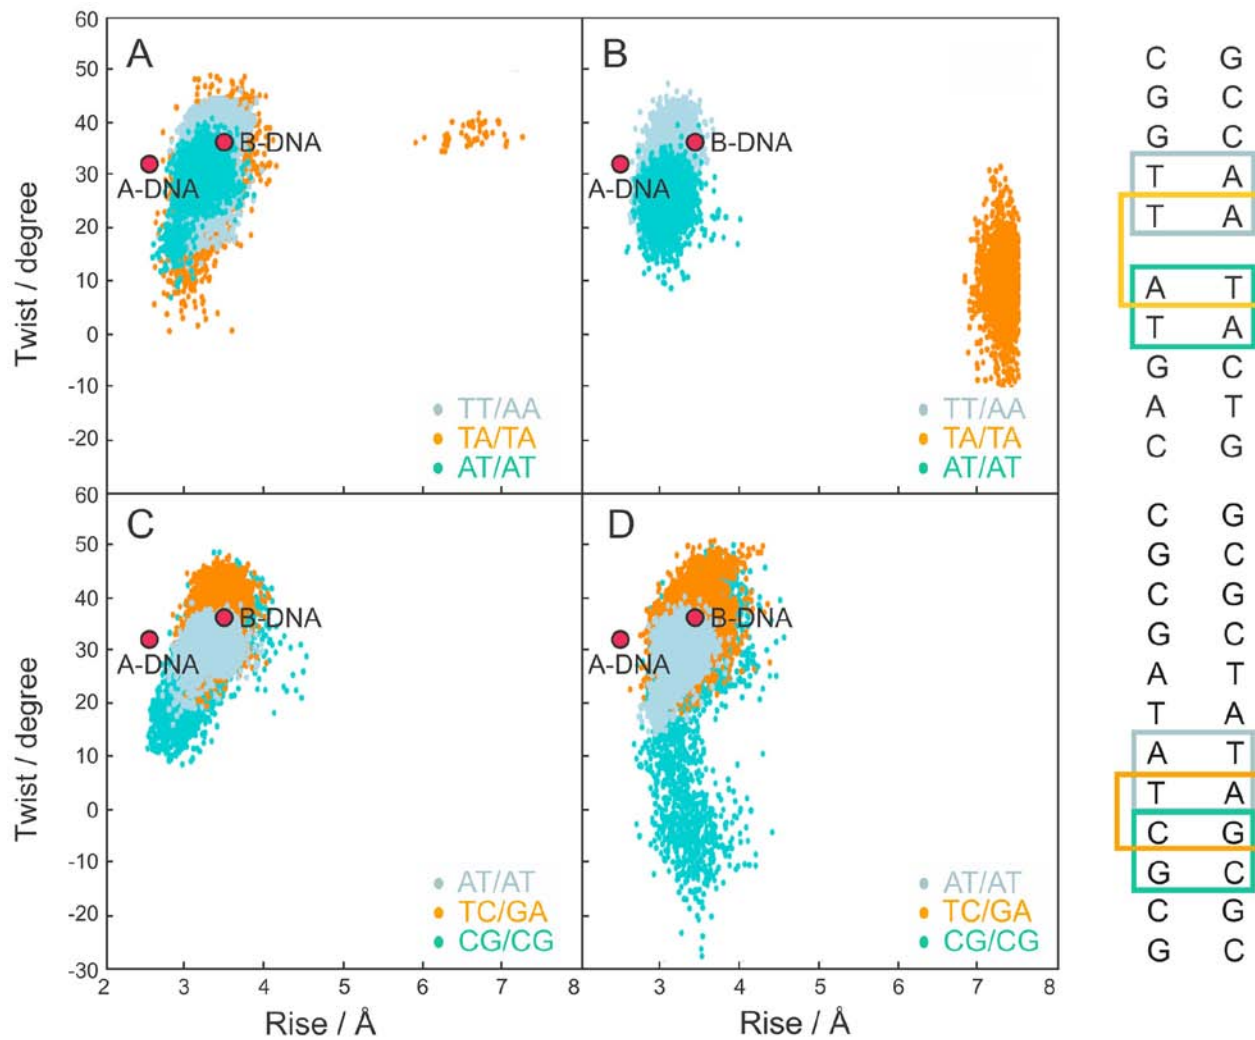 60
50
40
30
20
10
0
-10
-20
A
B-DNA
A-DNA
TT/AA
TA/TA
AT/AT
Twist / degree
B
B-DNA
A-DNA
TT/AA
TA/TA
AT/AT
C G
G C
G C
T A
T A
A T
T A
G C
A T
C G
60
50
40
30
20
10
0
-10
-20
-30
C
B-DNA
A-DNA
AT/AT
TC/GA
CG/CG
Twist / degree
2 3 4 5 6 7 8
Rise / Å
D
B-DNA
A-DNA
AT/AT
TC/GA
CG/CG
3 4 5 6 7 8
Rise / Å
C G
G C
C G
G C
A T
T A
A T
T A
C G
G C
C G
G C